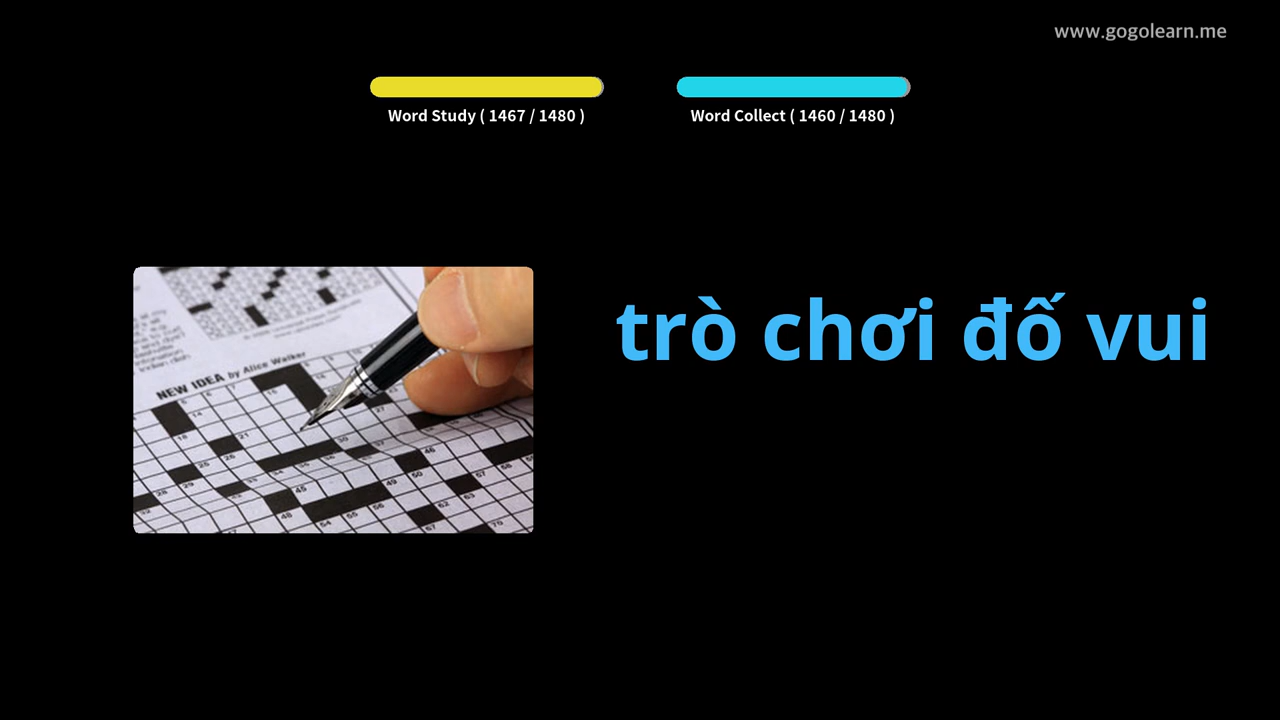 www.gogolearn.me
Word Study ( 1467 / 1480 )
Word Collect ( 1460 / 1480 )
trò chơi đố vui
NEW IDEA by Alice Walker